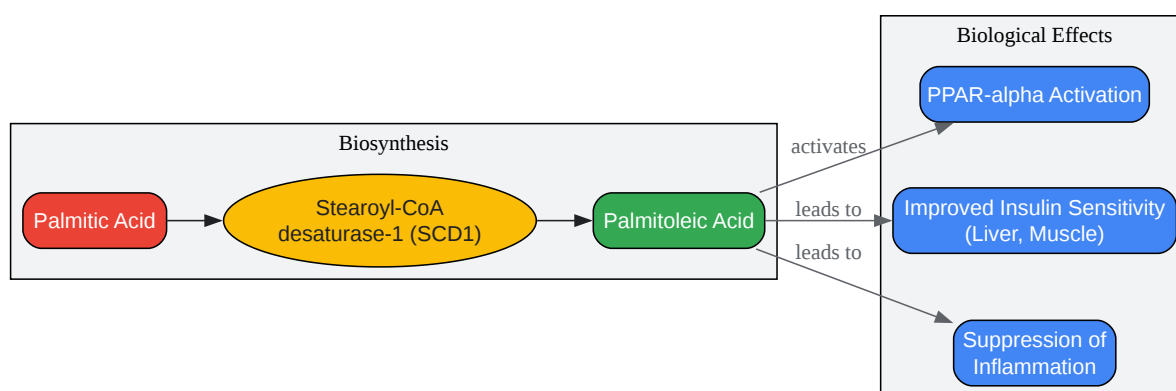 Biological Effects
PPAR-alpha Activation
Biosynthesis
activates
Palmitic Acid
Stearoyl-CoA
desaturase-1 (SCD1)
Palmitoleic Acid
leads to
Improved Insulin Sensitivity
(Liver, Muscle)
leads to
Suppression of
Inflammation